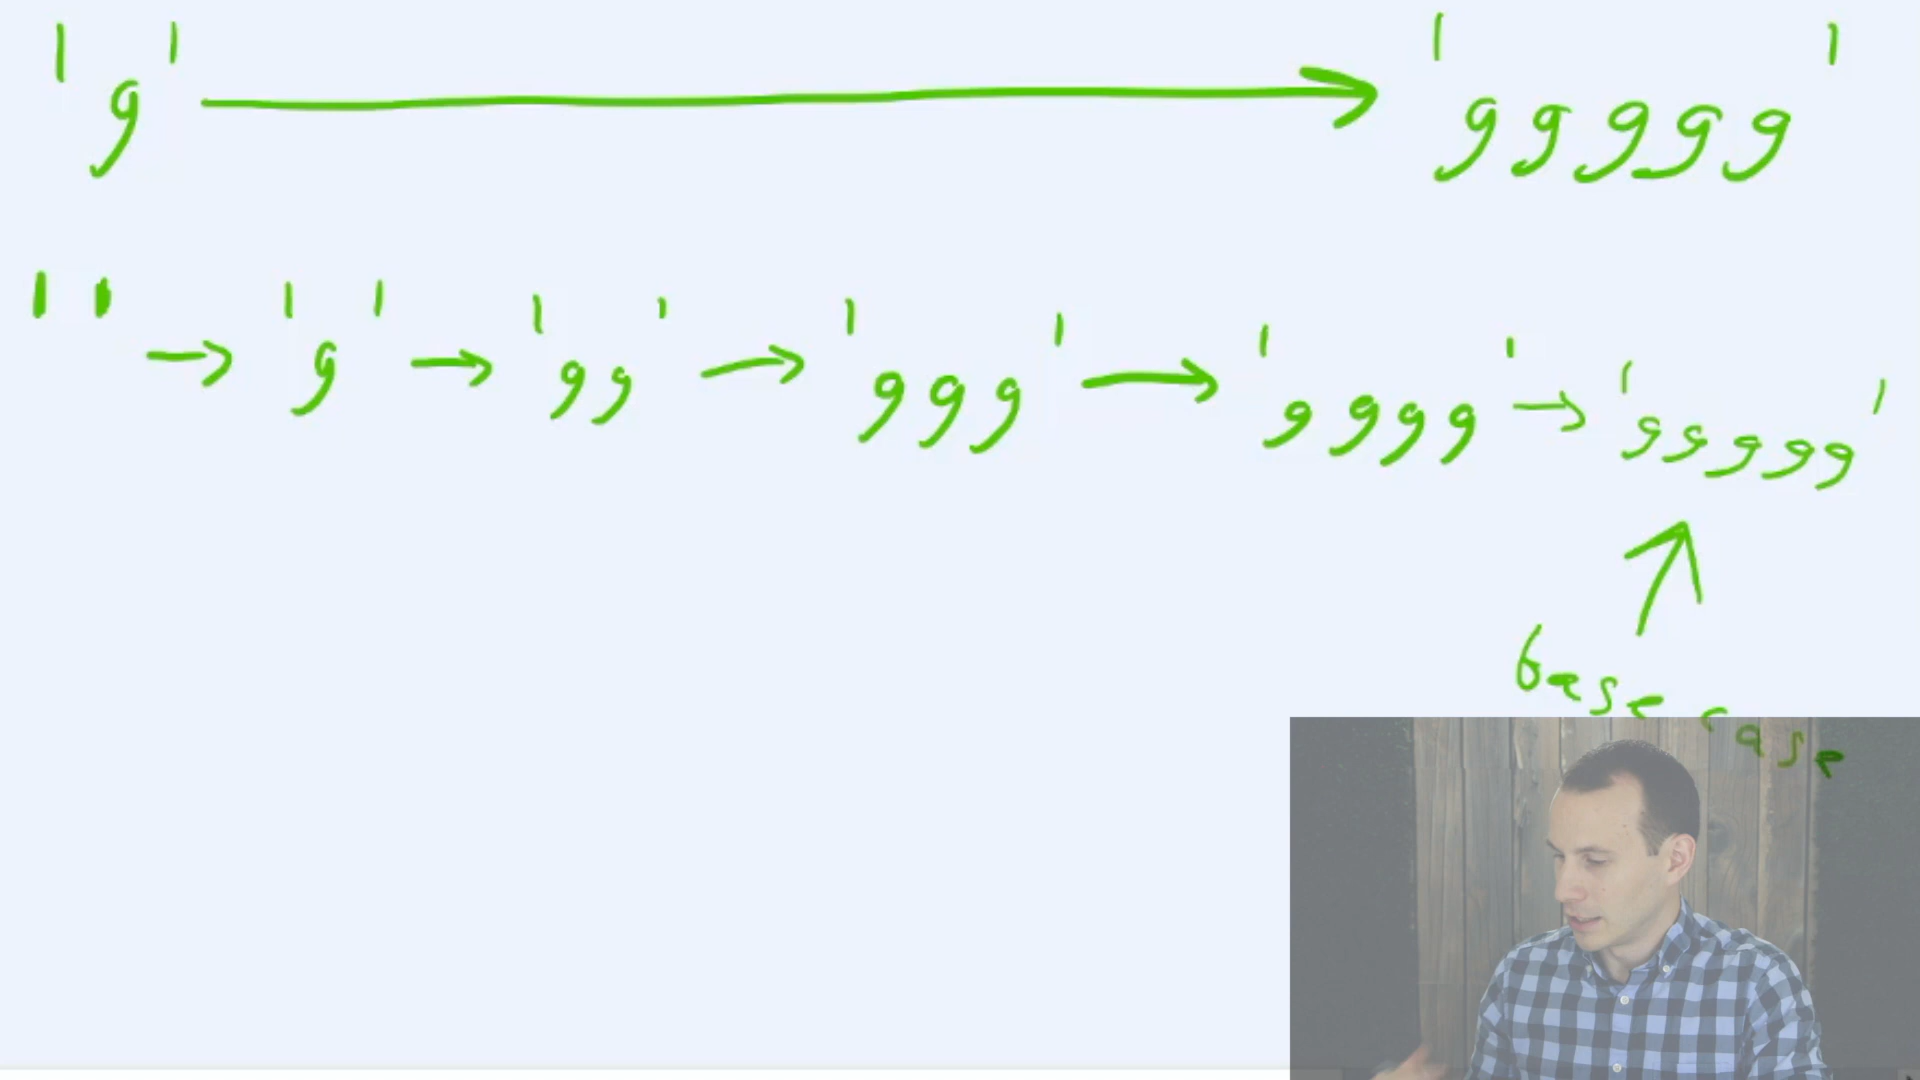 'g' → 'ggggg'
'' → 'g' → 'gg' → 'ggg' → 'gggg' → 'ggggg'
base case